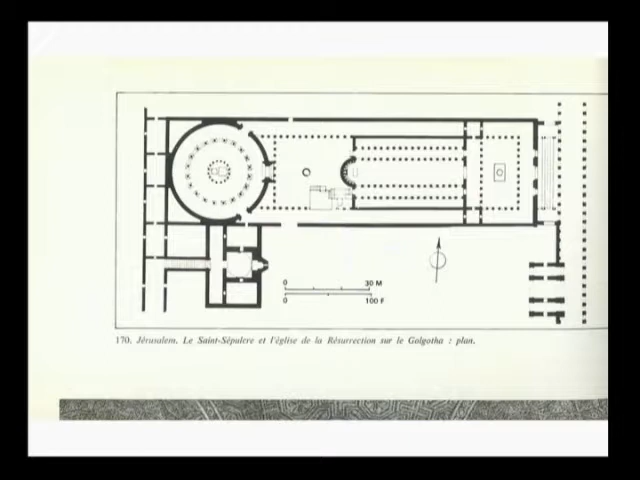 0 30 M
0 100 F
170. Jérusalem. Le Saint-Sépulcre et l'église de la Résurrection sur le Golgotha : plan.